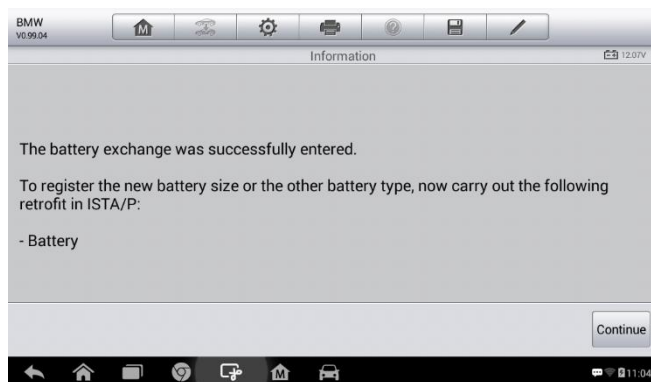 BMW
V0.99.04
Information
12.07V
The battery exchange was successfully entered.
To register the new battery size or the other battery type, now carry out the following
retrofit in ISTA/P:
- Battery
Continue
11:04